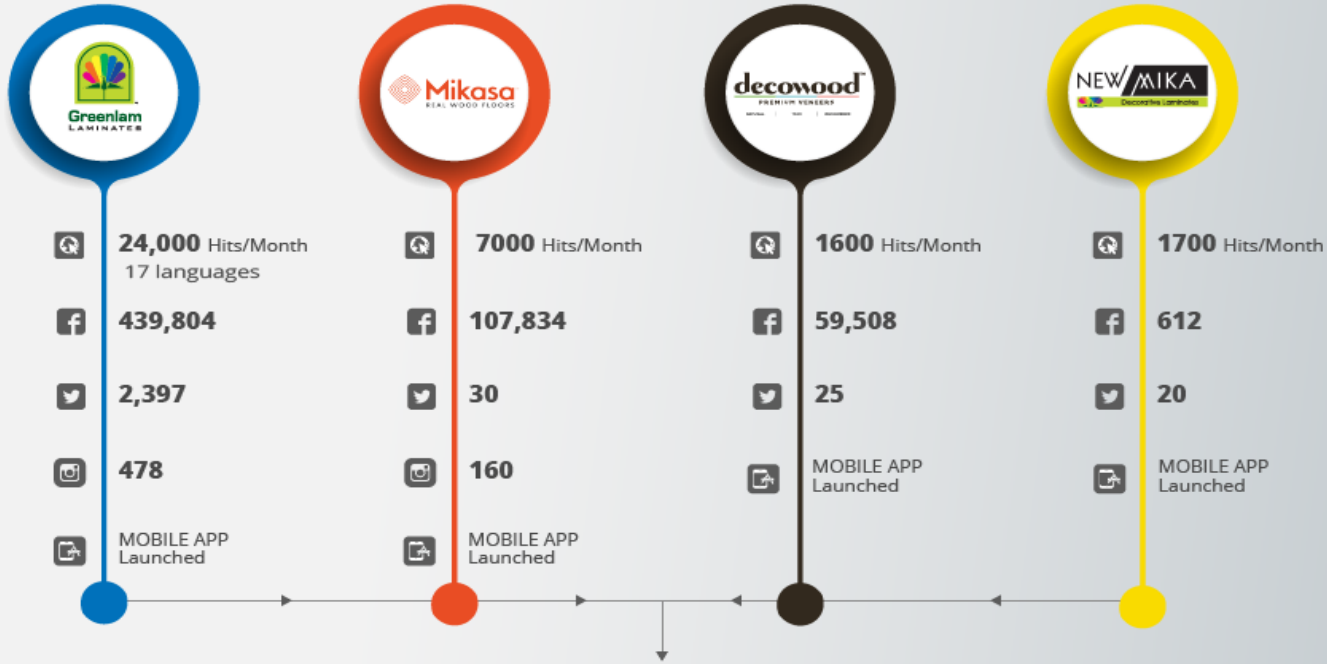 Greenlam
LAMINATES
24,000 Hits/Month
17 languages
439,804
2,397
478
MOBILE APP
Launched
Mikasa
REAL WOOD FLOORS
7000 Hits/Month
107,834
30
160
MOBILE APP
Launched
decowood™
PREMIUM VENEERS
1600 Hits/Month
59,508
25
MOBILE APP
Launched
NEW MIKA
Decorative Laminates
1700 Hits/Month
612
20
MOBILE APP
Launched